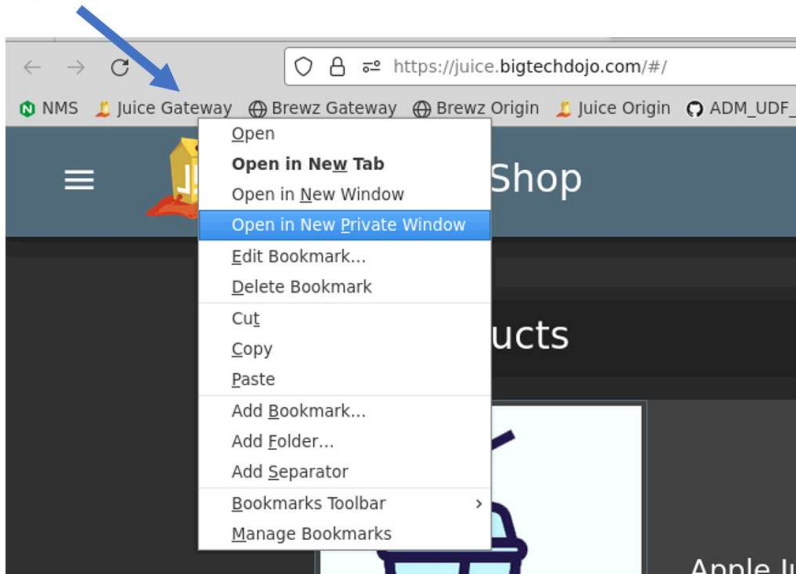 https://juice.bigtechdojo.com/#/
NMS Juice Gateway Brewz Gateway Brewz Origin Juice Origin ADM_UDF_
Shop
Open
Open in New Tab
Open in New Window
Open in New Private Window
Edit Bookmark...
Delete Bookmark
Cut
Copy
Paste
Add Bookmark...
Add Folder...
Add Separator
Bookmarks Toolbar
Manage Bookmarks
ucts
Apple Ju